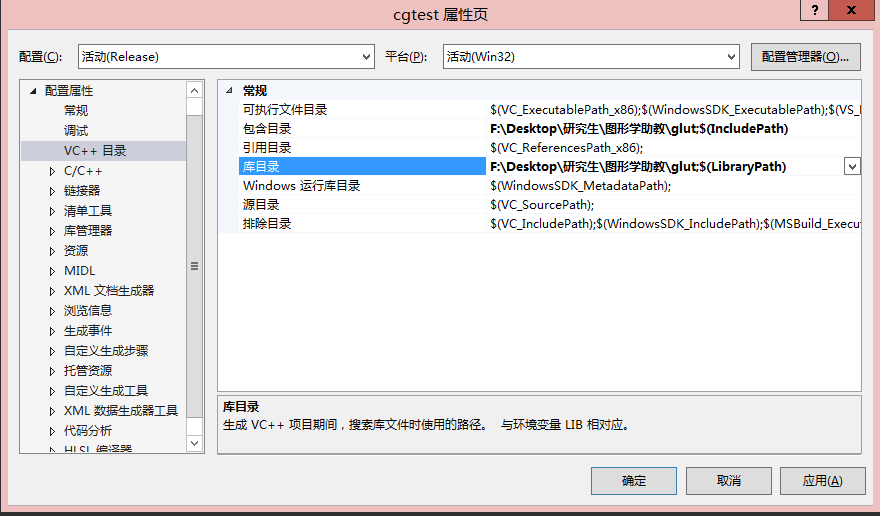 cgtest 属性页
?
x
配置(C): 活动(Release) 平台(P): 活动(Win32) 配置管理器(O)...
配置属性
常规
调试
VC++ 目录
C/C++
链接器
清单工具
库管理器
资源
MIDL
XML 文档生成器
浏览信息
生成事件
自定义生成步骤
托管资源
自定义生成工具
XML 数据生成器工具
代码分析
HLSL 编译器
常规
可执行文件目录 $(VC_ExecutablePath_x86);$(WindowsSDK_ExecutablePath);$(VS_
包含目录 F:\Desktop\研究生\图形学助教\glut;$(IncludePath)
引用目录 $(VC_ReferencesPath_x86);
库目录 F:\Desktop\研究生\图形学助教\glut;$(LibraryPath)
Windows 运行库目录 $(WindowsSDK_MetadataPath);
源目录 $(VC_SourcePath);
排除目录 $(VC_IncludePath);$(WindowsSDK_IncludePath);$(MSBuild_Execu
库目录
生成 VC++ 项目期间，搜索库文件时使用的路径。 与环境变量 LIB 相对应。
确定 取消 应用(A)